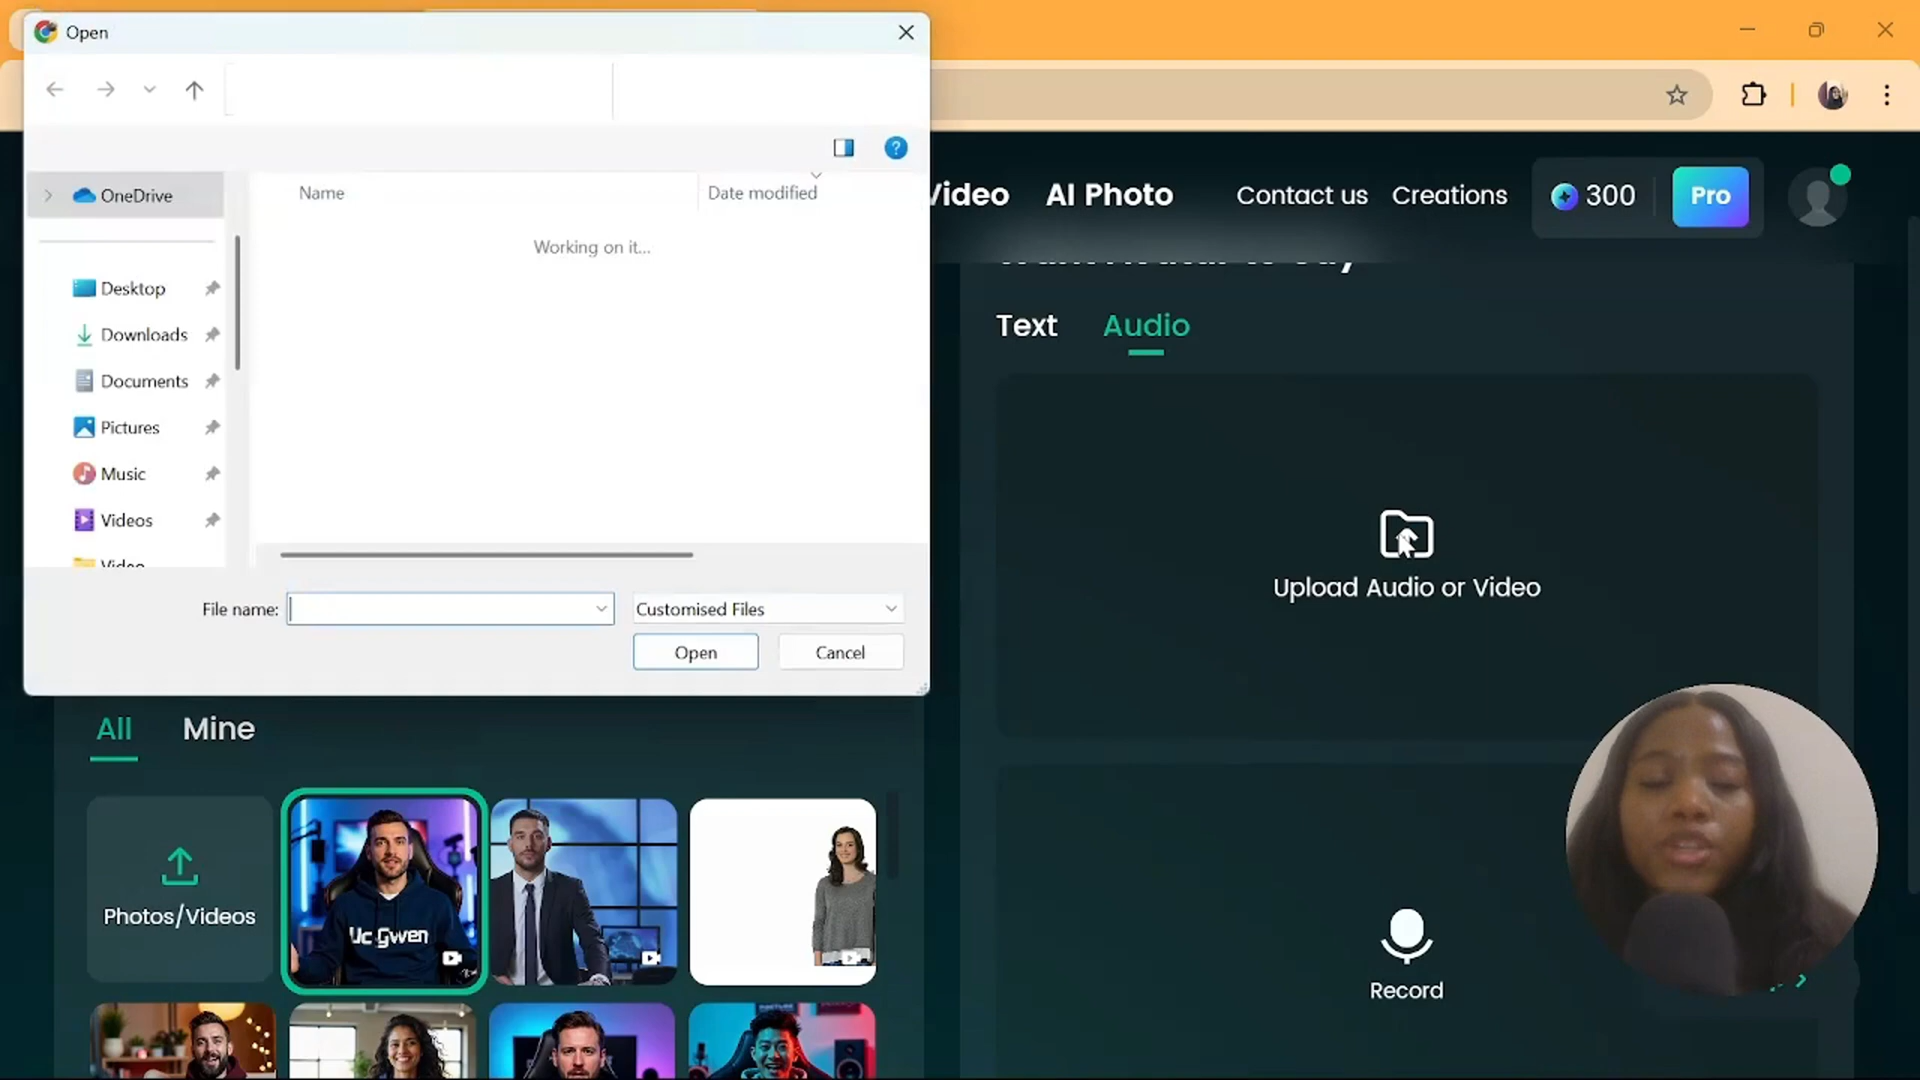 Open
Video
AI Photo
Contact us
Creations
300
Pro
OneDrive
Name
Date modified
Working on it...
Desktop
Downloads
Documents
Pictures
Music
Videos
Video
File name:
Customised Files
Open
Cancel
Text
Audio
Upload Audio or Video
Record
All
Mine
Photos/Videos
Uc Gwen